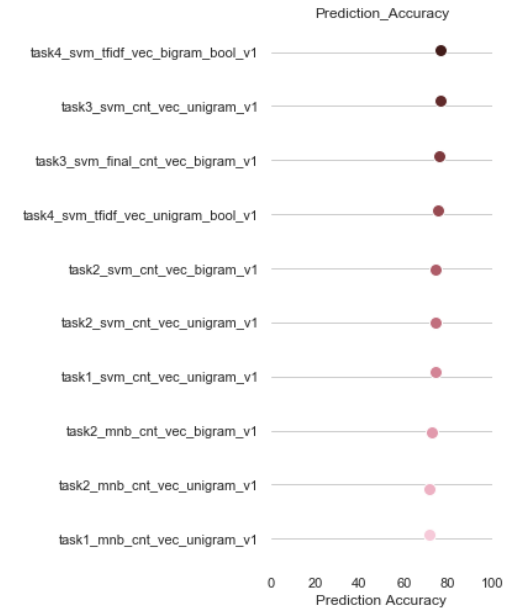 Prediction_Accuracy
task4_svm_tfidf_vec_bigram_bool_v1
task3_svm_cnt_vec_unigram_v1
task3_svm_final_cnt_vec_bigram_v1
task4_svm_tfidf_vec_unigram_bool_v1
task2_svm_cnt_vec_bigram_v1
task2_svm_cnt_vec_unigram_v1
task1_svm_cnt_vec_unigram_v1
task2_mnb_cnt_vec_bigram_v1
task2_mnb_cnt_vec_unigram_v1
task1_mnb_cnt_vec_unigram_v1
0 20 40 60 80 100
Prediction Accuracy